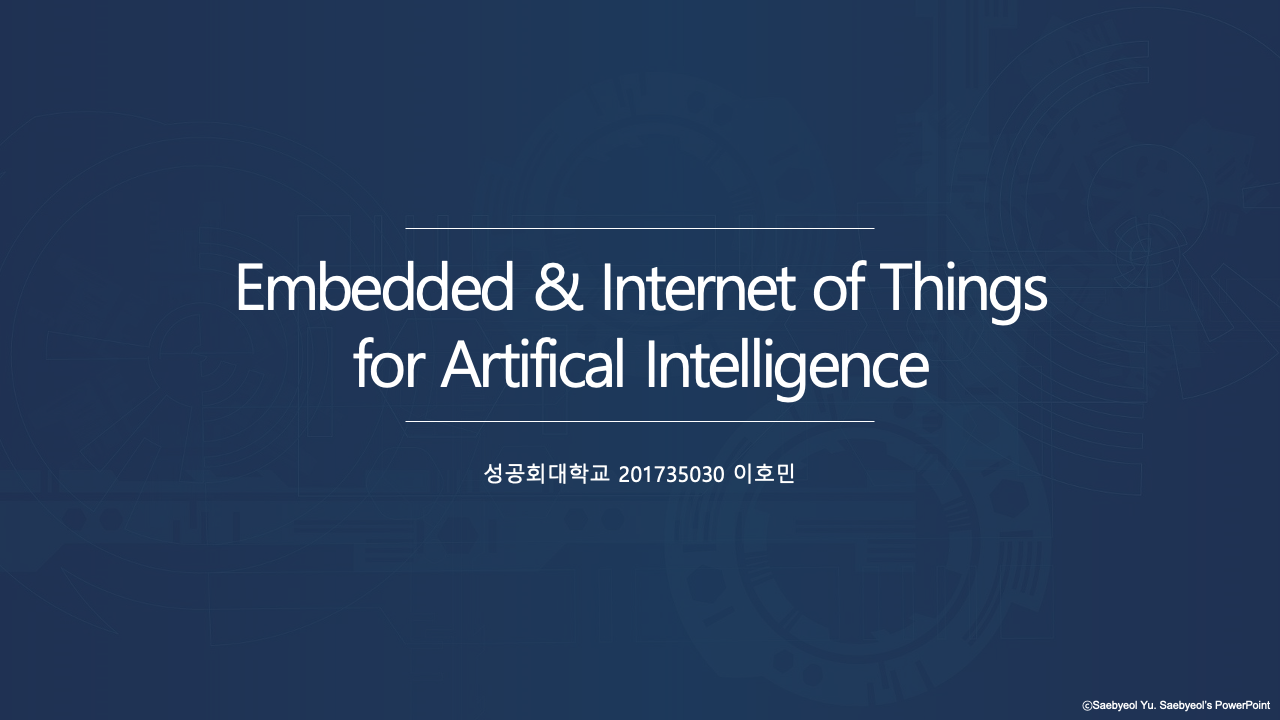 Embedded & Internet of Things
for Artifical Intelligence
성공회대학교 201735030 이호민
ⓒSaebyeol Yu. Saebyeol's PowerPoint